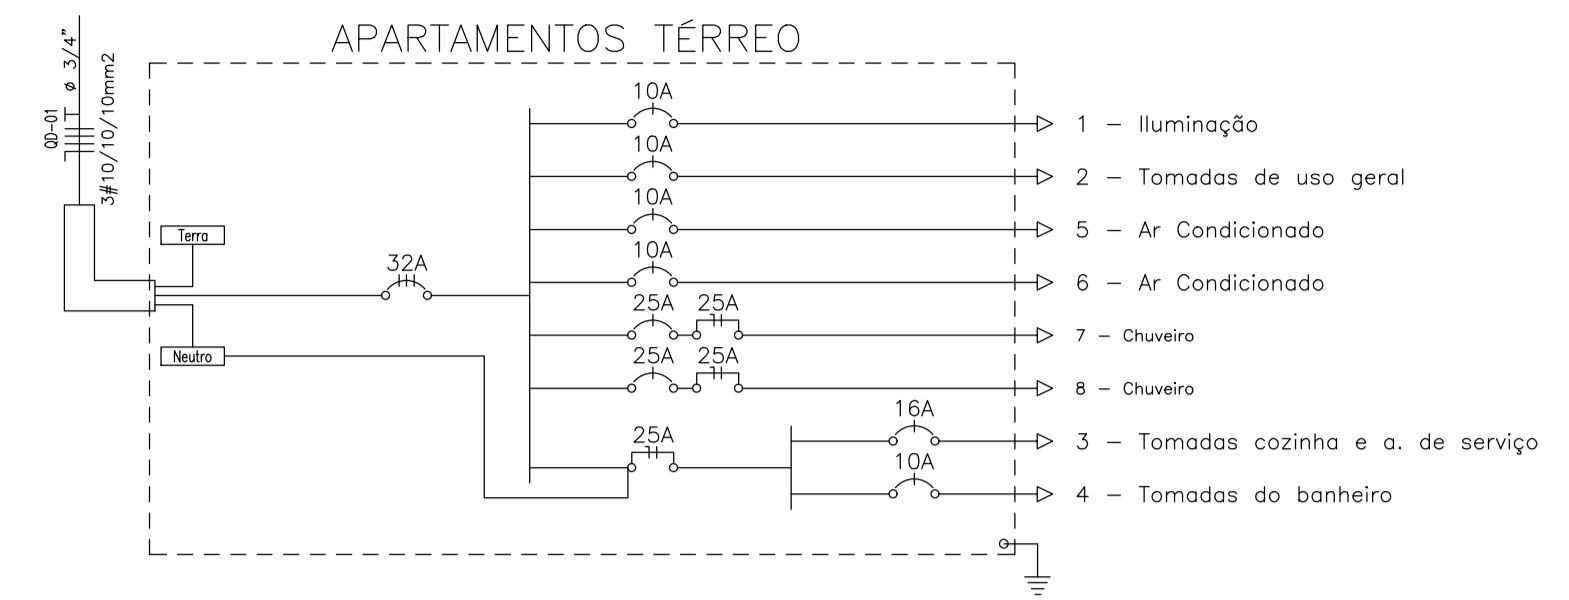 APARTAMENTOS TÉRREO
ø 3/4"
QD-01
3#10/10/10mm2
10A
1 - Iluminação
10A
2 - Tomadas de uso geral
10A
5 - Ar Condicionado
10A
6 - Ar Condicionado
Terra
32A
25A 25A
7 - Chuveiro
Neutro
25A 25A
8 - Chuveiro
16A
3 - Tomadas cozinha e a. de serviço
25A
10A
4 - Tomadas do banheiro